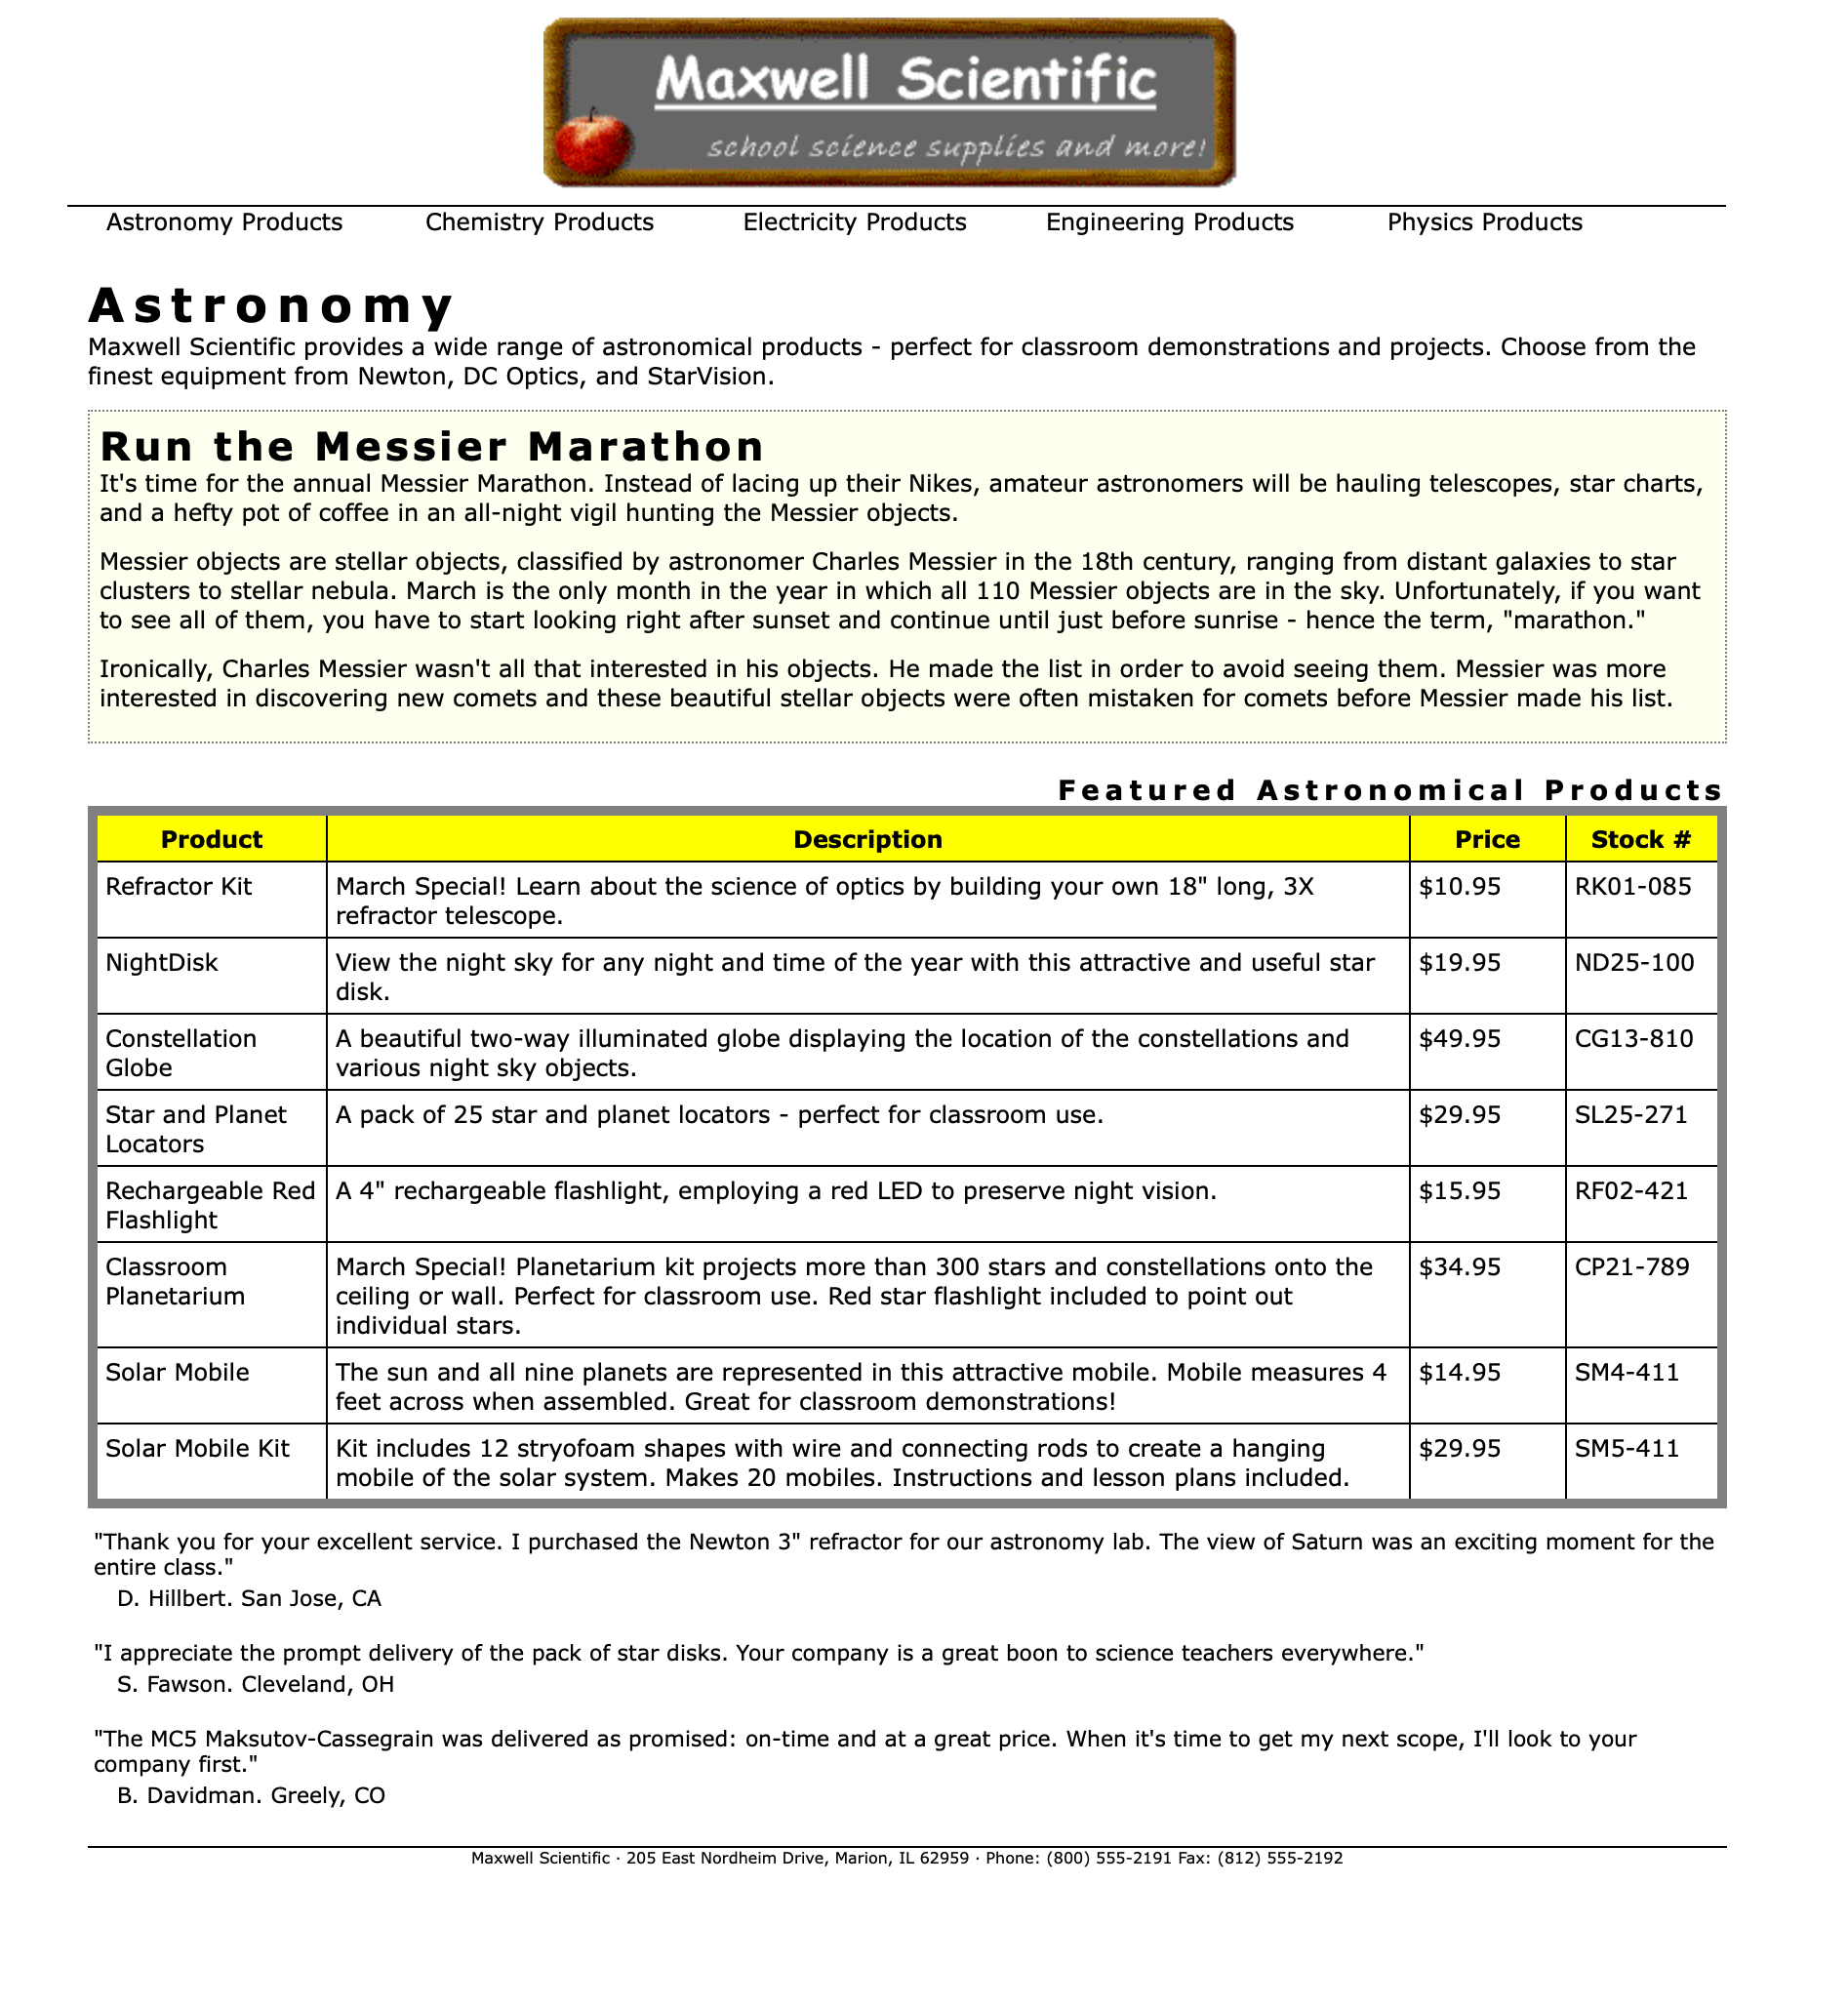 Maxwell Scientific
school science supplies and more!
Astronomy Products Chemistry Products Electricity Products Engineering Products Physics Products
Astronomy
Maxwell Scientific provides a wide range of astronomical products - perfect for classroom demonstrations and projects. Choose from the
finest equipment from Newton, DC Optics, and StarVision.
Run the Messier Marathon
It's time for the annual Messier Marathon. Instead of lacing up their Nikes, amateur astronomers will be hauling telescopes, star charts,
and a hefty pot of coffee in an all-night vigil hunting the Messier objects.
Messier objects are stellar objects, classified by astronomer Charles Messier in the 18th century, ranging from distant galaxies to star
clusters to stellar nebula. March is the only month in the year in which all 110 Messier objects are in the sky. Unfortunately, if you want
to see all of them, you have to start looking right after sunset and continue until just before sunrise - hence the term, "marathon."
Ironically, Charles Messier wasn't all that interested in his objects. He made the list in order to avoid seeing them. Messier was more
interested in discovering new comets and these beautiful stellar objects were often mistaken for comets before Messier made his list.
Featured Astronomical Products
Product Description Price Stock #
Refractor Kit March Special! Learn about the science of optics by building your own 18" long, 3X $10.95 RK01-085
refractor telescope.
NightDisk View the night sky for any night and time of the year with this attractive and useful star $19.95 ND25-100
disk.
Constellation A beautiful two-way illuminated globe displaying the location of the constellations and $49.95 CG13-810
Globe various night sky objects.
Star and Planet A pack of 25 star and planet locators - perfect for classroom use. $29.95 SL25-271
Locators
Rechargeable Red A 4" rechargeable flashlight, employing a red LED to preserve night vision. $15.95 RF02-421
Flashlight
Classroom March Special! Planetarium kit projects more than 300 stars and constellations onto the $34.95 CP21-789
Planetarium ceiling or wall. Perfect for classroom use. Red star flashlight included to point out
individual stars.
Solar Mobile The sun and all nine planets are represented in this attractive mobile. Mobile measures 4 $14.95 SM4-411
feet across when assembled. Great for classroom demonstrations!
Solar Mobile Kit Kit includes 12 stryofoam shapes with wire and connecting rods to create a hanging $29.95 SM5-411
mobile of the solar system. Makes 20 mobiles. Instructions and lesson plans included.
"Thank you for your excellent service. I purchased the Newton 3" refractor for our astronomy lab. The view of Saturn was an exciting moment for the
entire class."
D. Hillbert. San Jose, CA
"I appreciate the prompt delivery of the pack of star disks. Your company is a great boon to science teachers everywhere."
S. Fawson. Cleveland, OH
"The MC5 Maksutov-Cassegrain was delivered as promised: on-time and at a great price. When it's time to get my next scope, I'll look to your
company first."
B. Davidman. Greely, CO
Maxwell Scientific · 205 East Nordheim Drive, Marion, IL 62959 · Phone: (800) 555-2191 Fax: (812) 555-2192